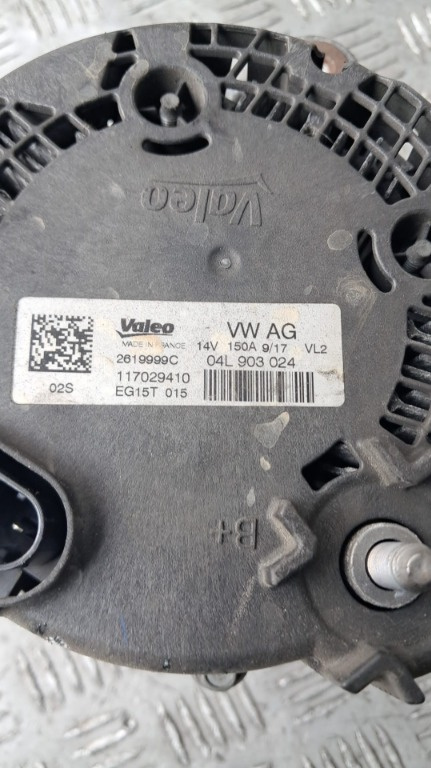 Valeo
Valeo VW AG
MADE IN FRANCE 14V 150A 9/17 VL2
2619999C 04L 903 024
117029410
02S EG15T 015
B+